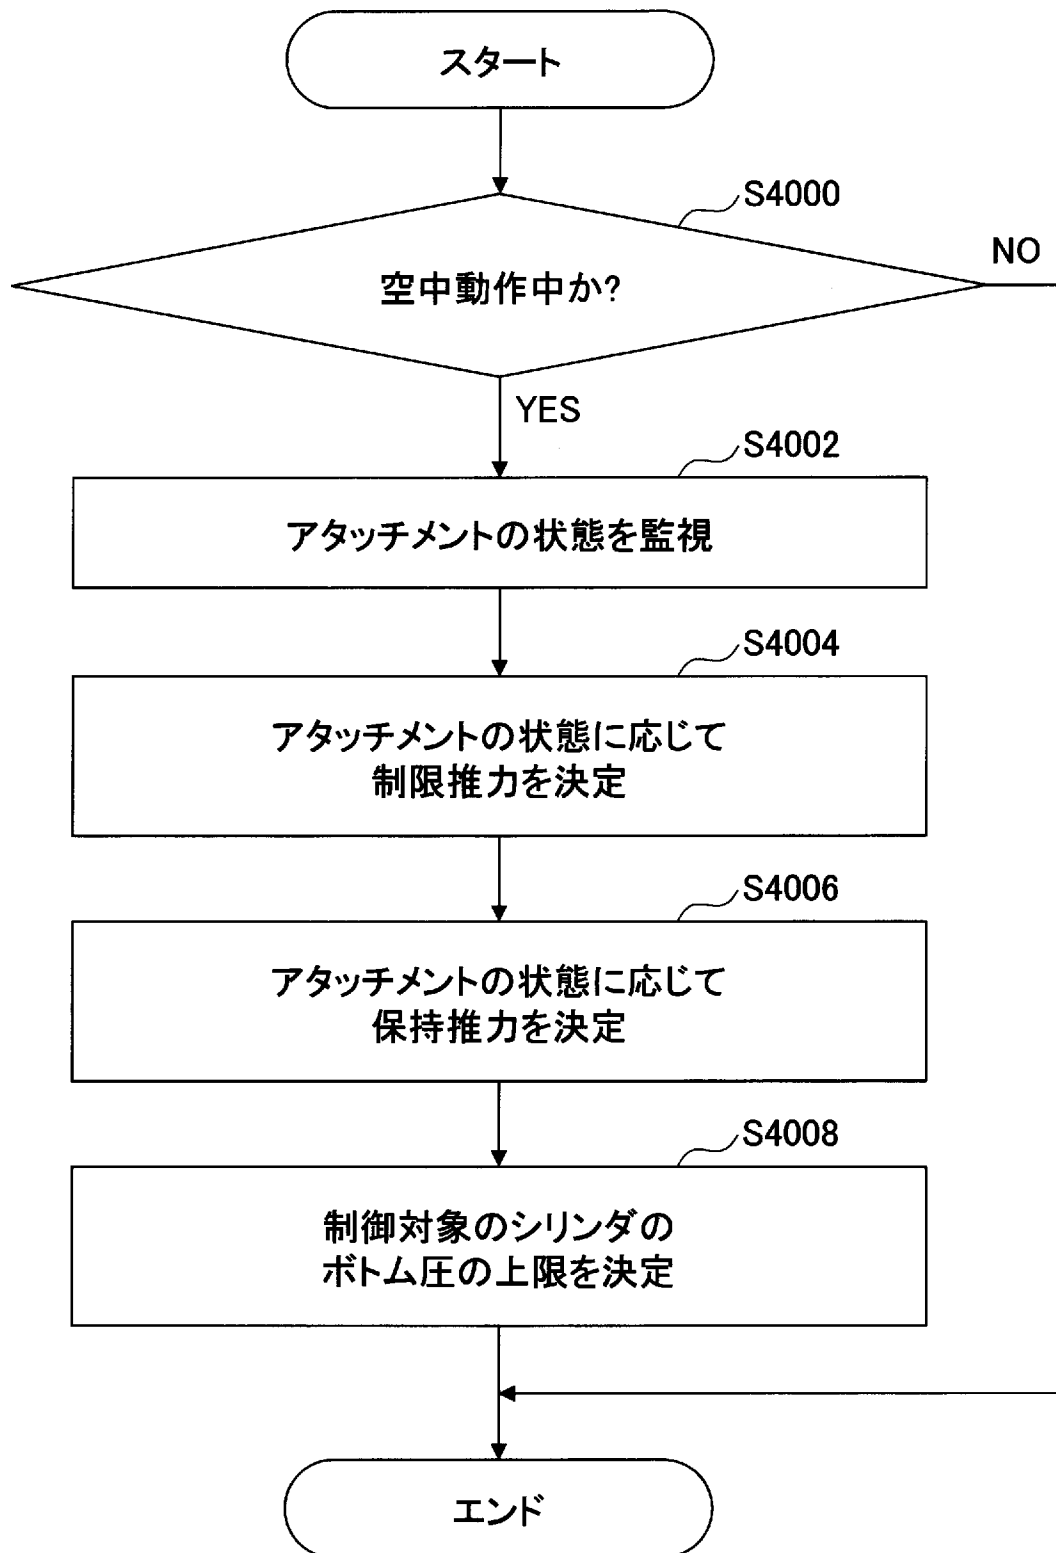 スタート
S4000
空中動作中か?
NO
YES
S4002
アタッチメントの状態を監視
S4004
アタッチメントの状態に応じて
制限推力を決定
S4006
アタッチメントの状態に応じて
保持推力を決定
S4008
制御対象のシリンダの
ボトム圧の上限を決定
エンド